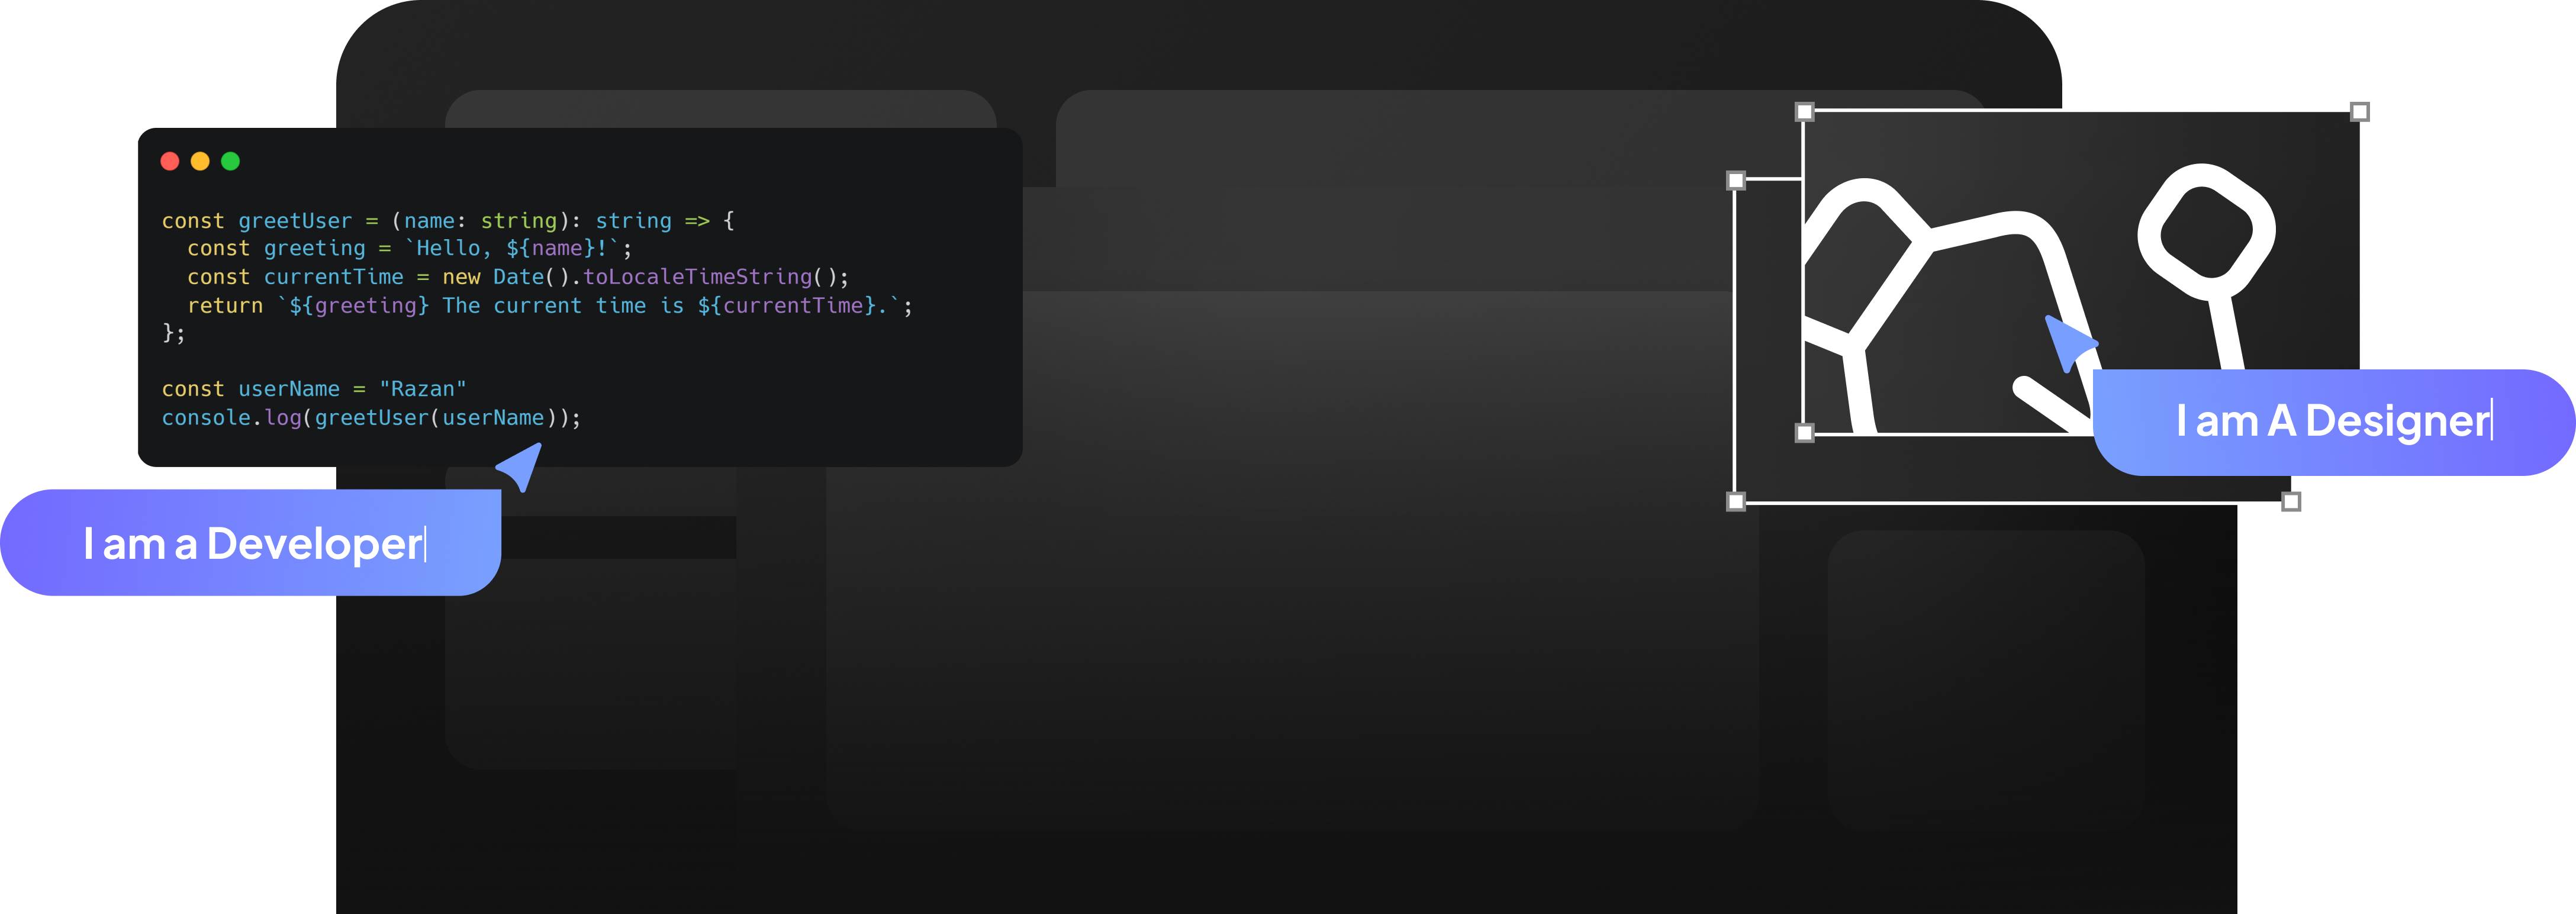 const greetUser = (name: string): string => {
  const greeting = `Hello, ${name}!`;
  const currentTime = new Date().toLocaleTimeString();
  return `${greeting} The current time is ${currentTime}.`;
};
const userName = "Razan"
console.log(greetUser(userName));
I am a Developer
I am A Designer